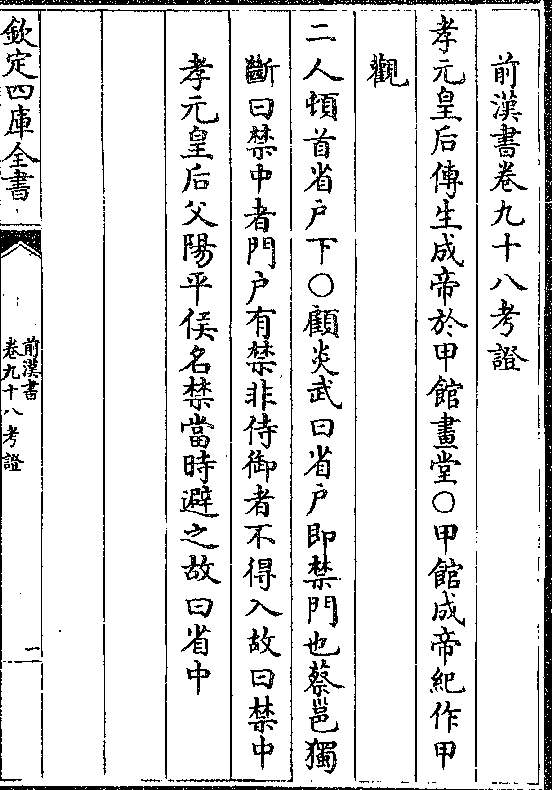 前漢書卷九十八考證
孝元皇后傳生成帝於甲館畫堂○甲館成帝紀作甲
觀
二人頓首省户下○顧炎武曰省户即禁門也蔡邕獨
斷曰禁中者門户有禁非侍御者不得入故曰禁中
孝元皇后父陽平侯名禁當時避之故曰省中
欽定四庫全書
前漢書
卷九十八考證
一